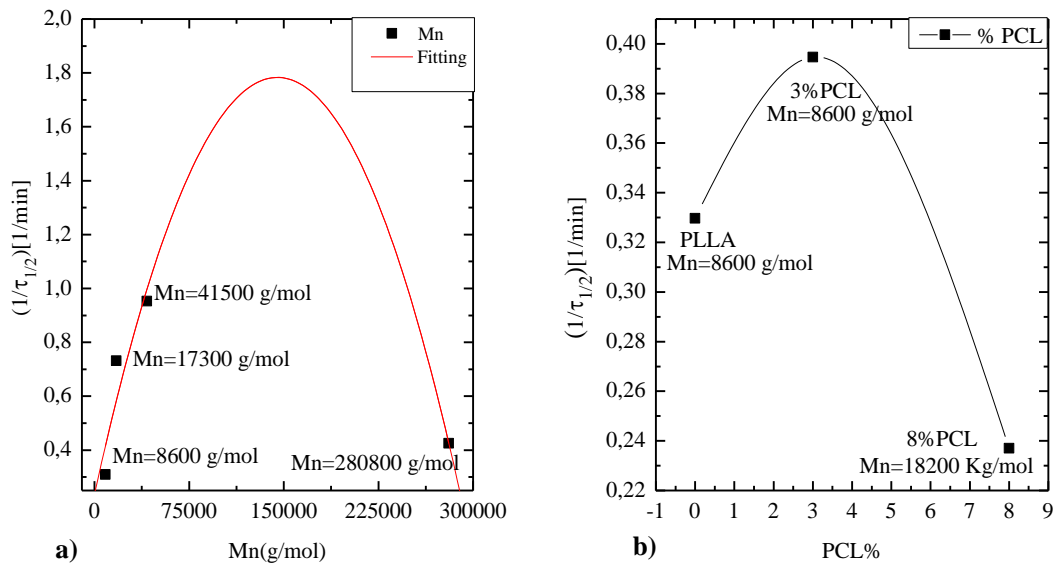 2,0
1,8
1,6
1,4
1,2
1,0
0,8
0,6
0,4
(1/τ1/2)[1/min]
Mn
Fitting
Mn=41500 g/mol
Mn=17300 g/mol
Mn=8600 g/mol
Mn=280800 g/mol
0 75000 150000 225000 300000
a)
Mn(g/mol)
0,40
0,38
0,36
0,34
0,32
0,30
0,28
0,26
0,24
0,22
(1/τ1/2)[1/min]
% PCL
3%PCL
Mn=8600 g/mol
PLLA
Mn=8600 g/mol
8%PCL
Mn=18200 Kg/mol
-1 0 1 2 3 4 5 6 7 8 9
b)
PCL%